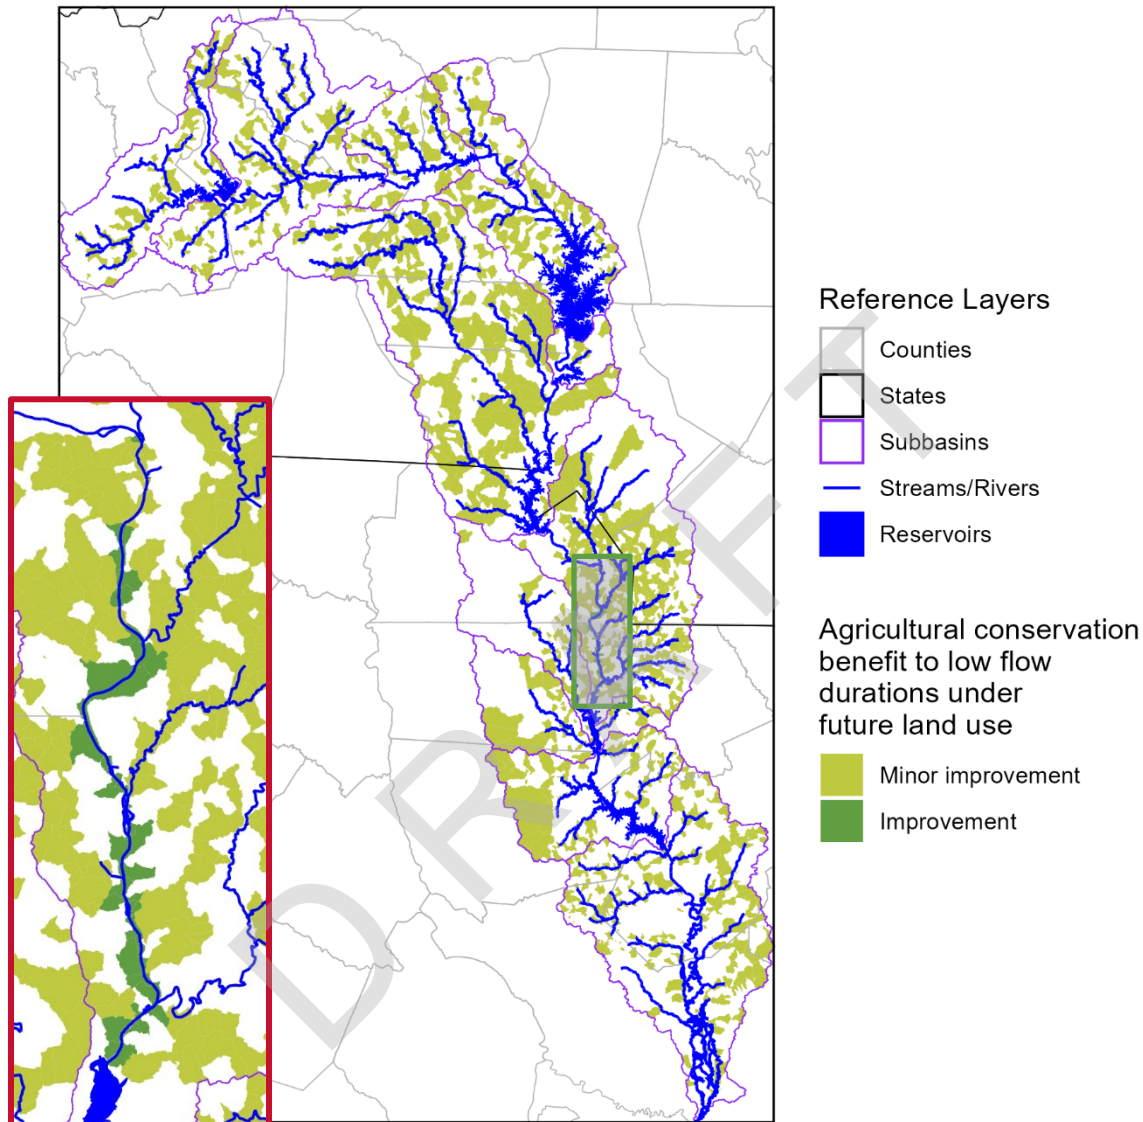 Reference Layers
Counties
States
Subbasins
Streams/Rivers
Reservoirs
Agricultural conservation
benefit to low flow
durations under
future land use
Minor improvement
Improvement
DRAFT